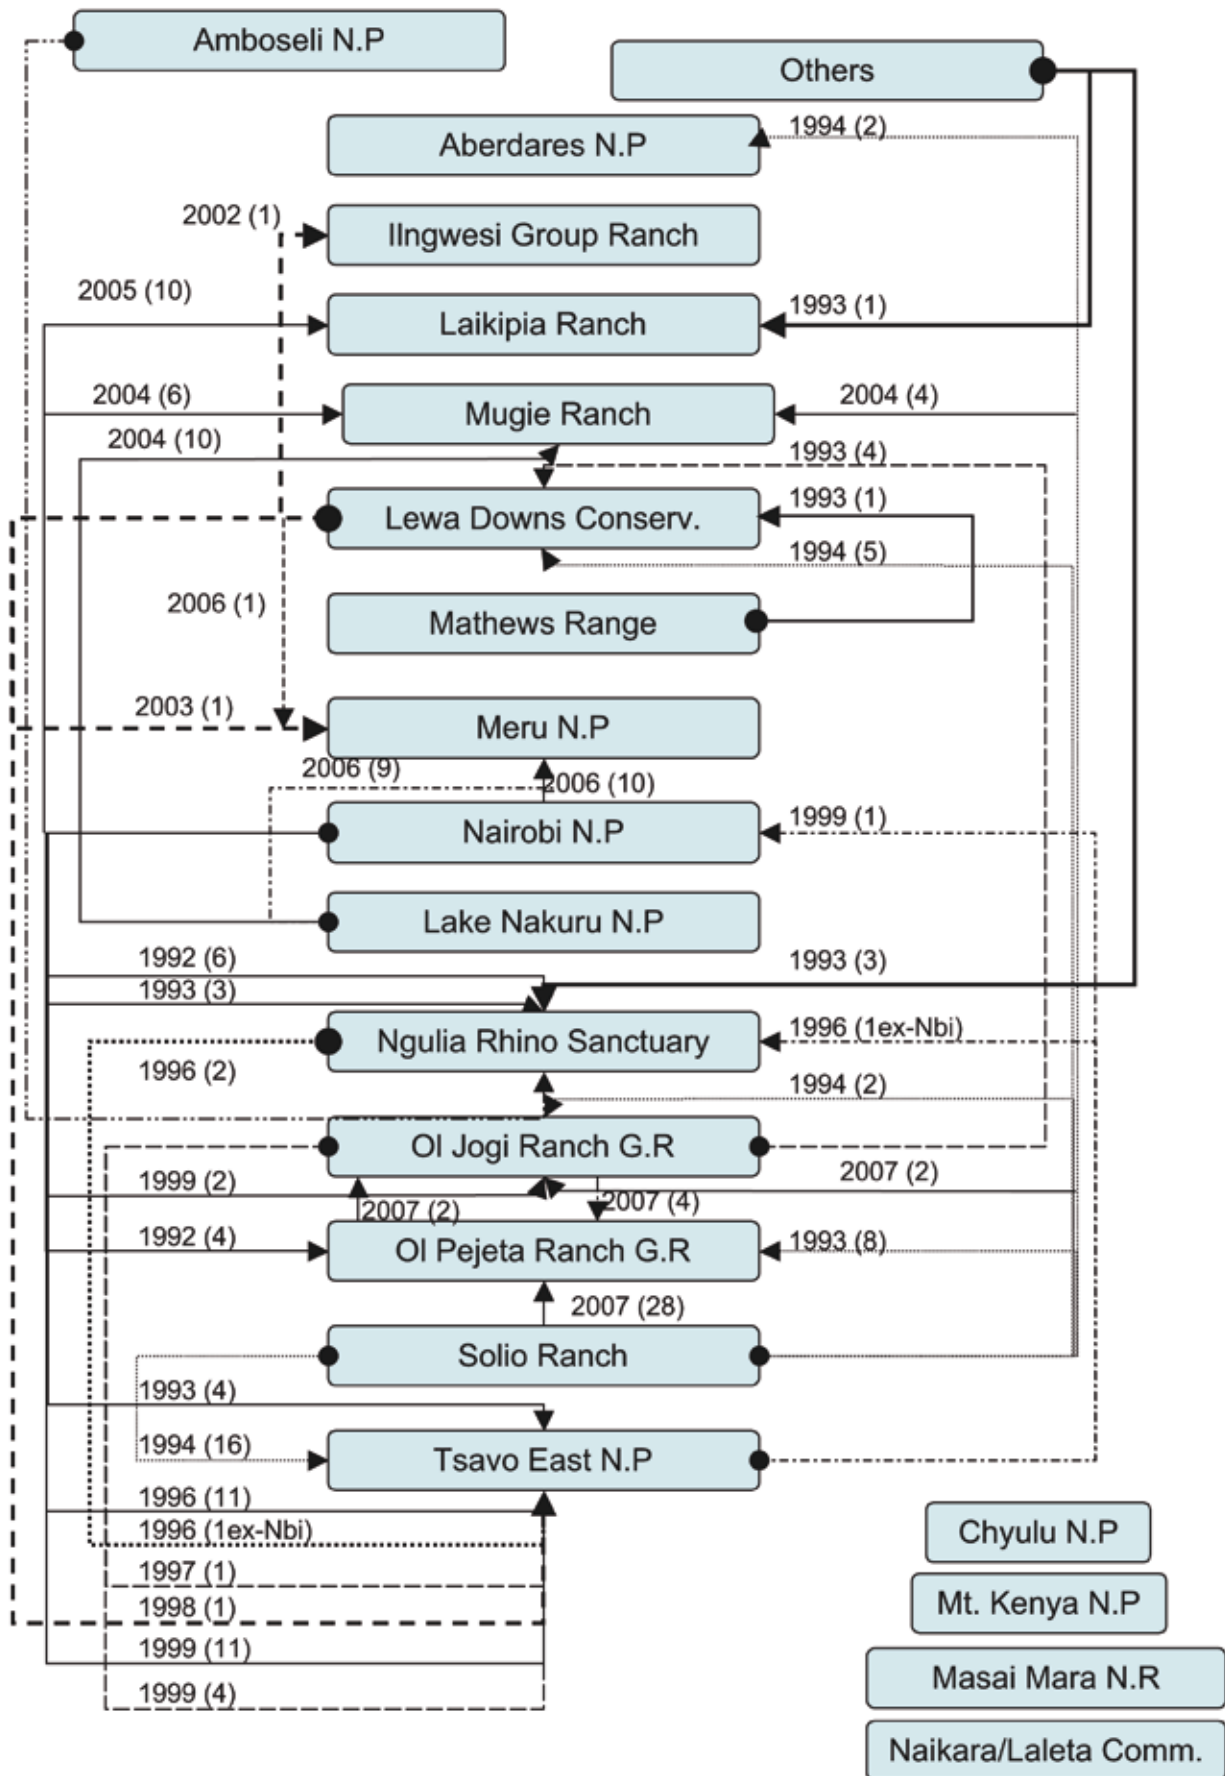 Amboseli N.P
Others
Aberdares N.P
1994 (2)
2002 (1)
IINgwesi Group Ranch
2005 (10)
Laikipia Ranch
1993 (1)
2004 (6)
Mugie Ranch
2004 (4)
2004 (10)
1993 (4)
Lewa Downs Conserv.
1993 (1)
1994 (5)
2006 (1)
Mathews Range
2003 (1)
Meru N.P
2006 (9)
2006 (10)
Nairobi N.P
1999 (1)
Lake Nakuru N.P
1992 (6)
1993 (3)
1993 (3)
Ngulia Rhino Sanctuary
1996 (1ex-Nbi)
1996 (2)
1994 (2)
Ol Jogi Ranch G.R
1999 (2)
2007 (2)
2007 (2)
2007 (4)
1992 (4)
Ol Pejeta Ranch G.R
1993 (8)
2007 (28)
Solio Ranch
1993 (4)
1994 (16)
Tsavo East N.P
1996 (11)
1996 (1ex-Nbi)
1997 (1)
1998 (1)
1999 (11)
1999 (4)
Chyulu N.P
Mt. Kenya N.P
Masai Mara N.R
Naikara/Laleta Comm.